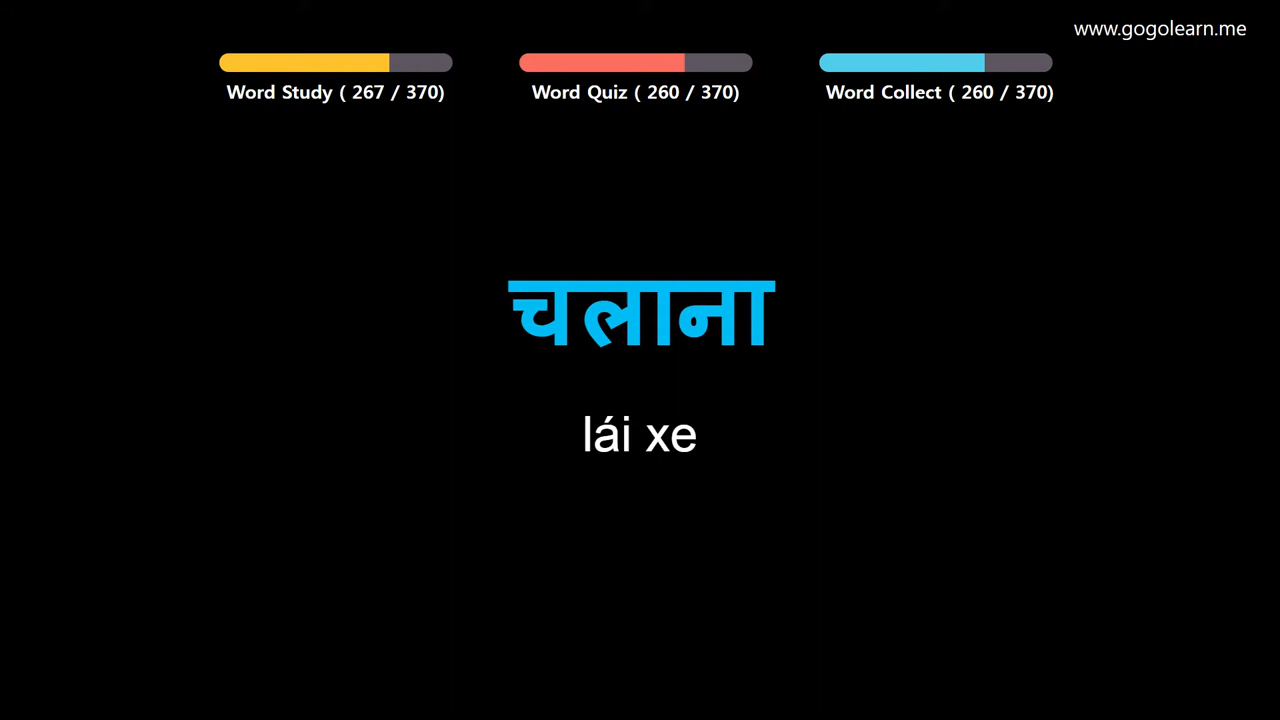 www.gogolearn.me
Word Study ( 267 / 370)
Word Quiz ( 260 / 370)
Word Collect ( 260 / 370)
चलाना
lái xe